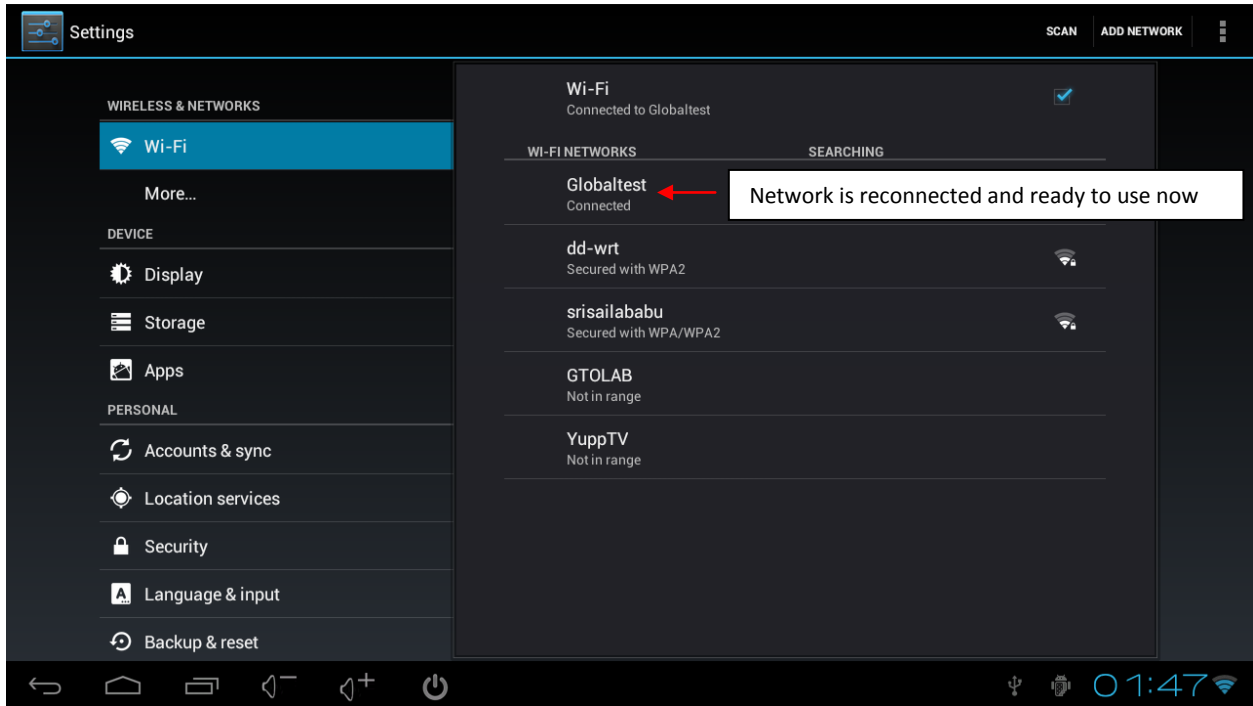 Settings
SCAN
ADD NETWORK
WIRELESS & NETWORKS
Wi-Fi
More...
DEVICE
Display
Storage
Apps
PERSONAL
Accounts & sync
Location services
Security
Language & input
Backup & reset
Wi-Fi
Connected to Globaltest
WI-FI NETWORKS
SEARCHING
Globaltest
Connected
Network is reconnected and ready to use now
dd-wrt
Secured with WPA2
srisailababu
Secured with WPA/WPA2
GTOLAB
Not in range
YuppTV
Not in range
01:47